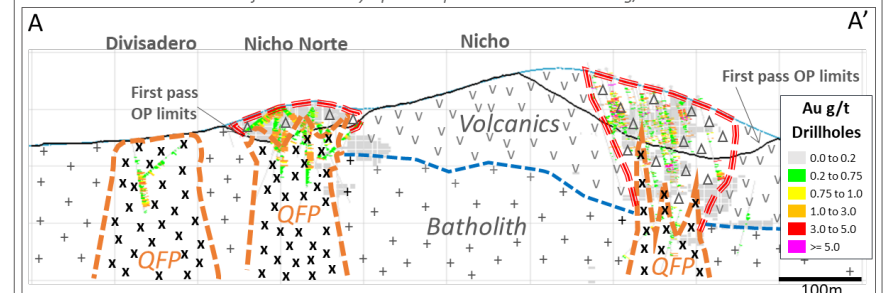 A
A'
Divisadero
Nicho Norte
Nicho
First pass
OP limits
First pass OP limits
Volcanics
Batholith
QFP
QFP
QFP
Au g/t
Drillholes
0.0 to 0.2
0.2 to 0.75
0.75 to 1.0
1.0 to 3.0
3.0 to 5.0
>= 5.0
100m